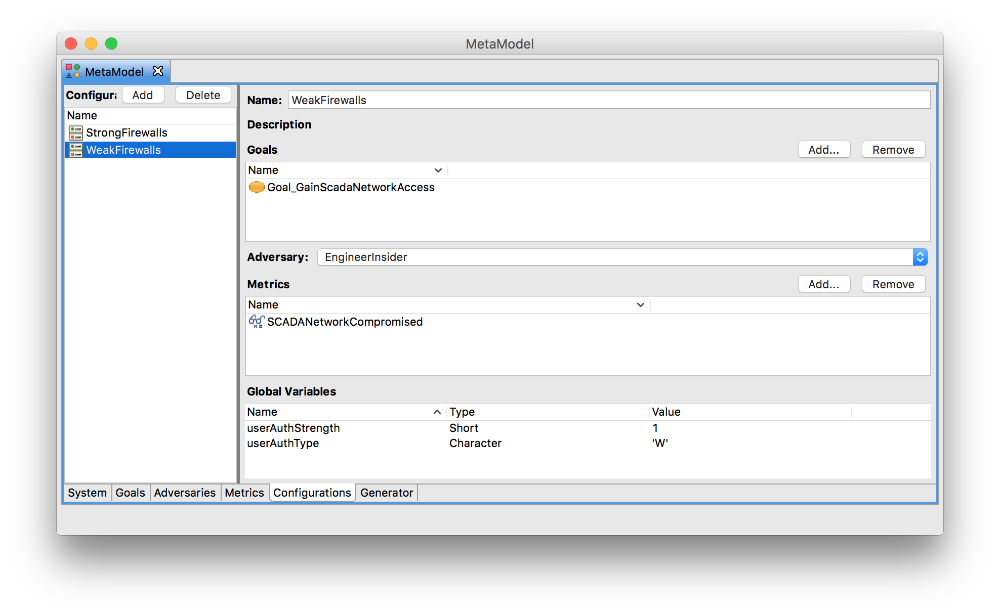 MetaModel
MetaModel
Configura Add Delete
Name
StrongFirewalls
WeakFirewalls
Name: WeakFirewalls
Description
Goals Add... Remove
Name
Goal_GainScadaNetworkAccess
Adversary: EngineerInsider
Metrics Add... Remove
Name
SCADANetworkCompromised
Global Variables
Name Type Value
userAuthStrength Short 1
userAuthType Character 'W'
System Goals Adversaries Metrics Configurations Generator